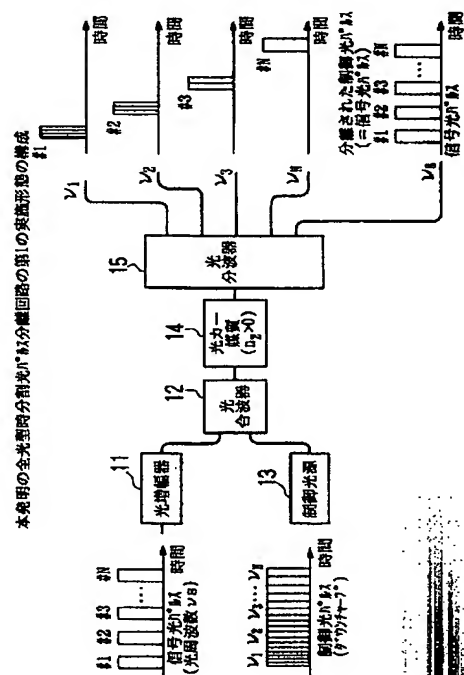 本発明の全光型時分割光パルス分離回路の第1の実施形態の構成
#1 #2 #3 ‥‥ #N
時間
信号光パルス
(光周波数νs)
ν1 ν2 ν3‥‥νN
時間
制御光パルス
(ダウンチャープ)
11
光増幅器
13
制御光源
12
光
合波器
14
光カー
媒質
(n2>0)
15
光
分波器
ν1
#1
時間
ν2
#2
時間
ν3
#3
時間
νN
#N
時間
νs
分離された制御光パルス
(=信号光パルス)
#1 #2 #3 ‥‥ #N
時間
信号光パルス